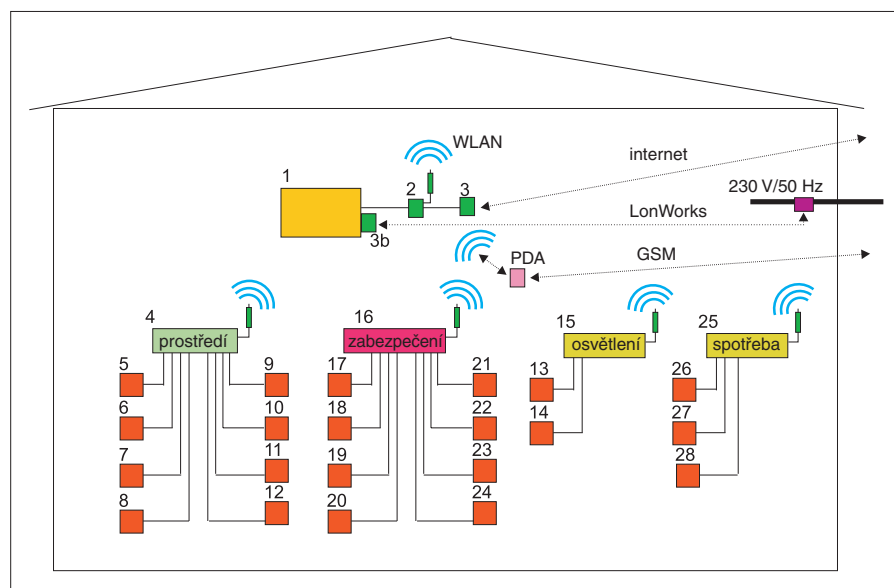 WLAN
internet
1
2
3
230 V/50 Hz
LonWorks
3b
PDA
GSM
4
prostředí
16
zabezpečení
15
osvětlení
25
spotřeba
5
9
17
21
13
26
6
10
18
22
14
27
7
11
19
23
28
8
12
20
24